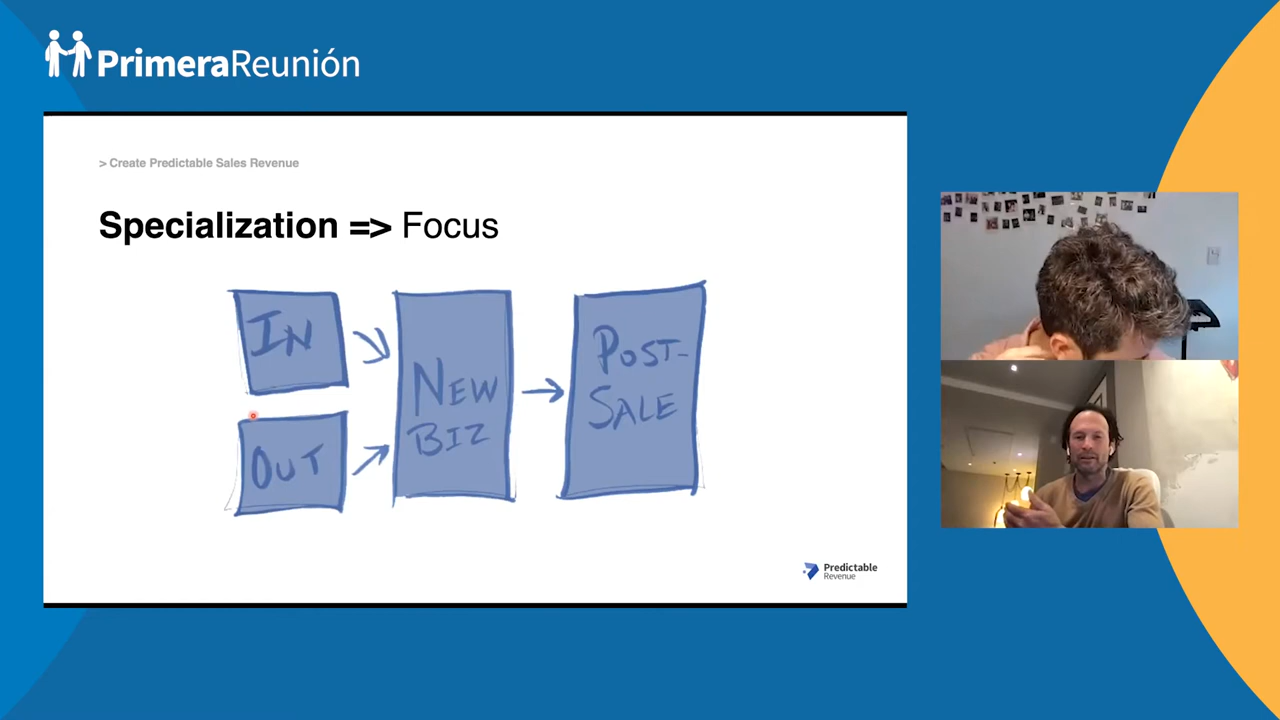 PrimeraReunión
> Create Predictable Sales Revenue
Specialization => Focus
IN
OUT
NEW
BIZ
POST-
SALE
Predictable
Revenue